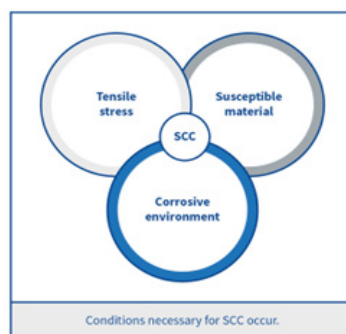 Tensile
stress
Susceptible
material
SCC
Corrosive
environment
Conditions necessary for SCC occur.